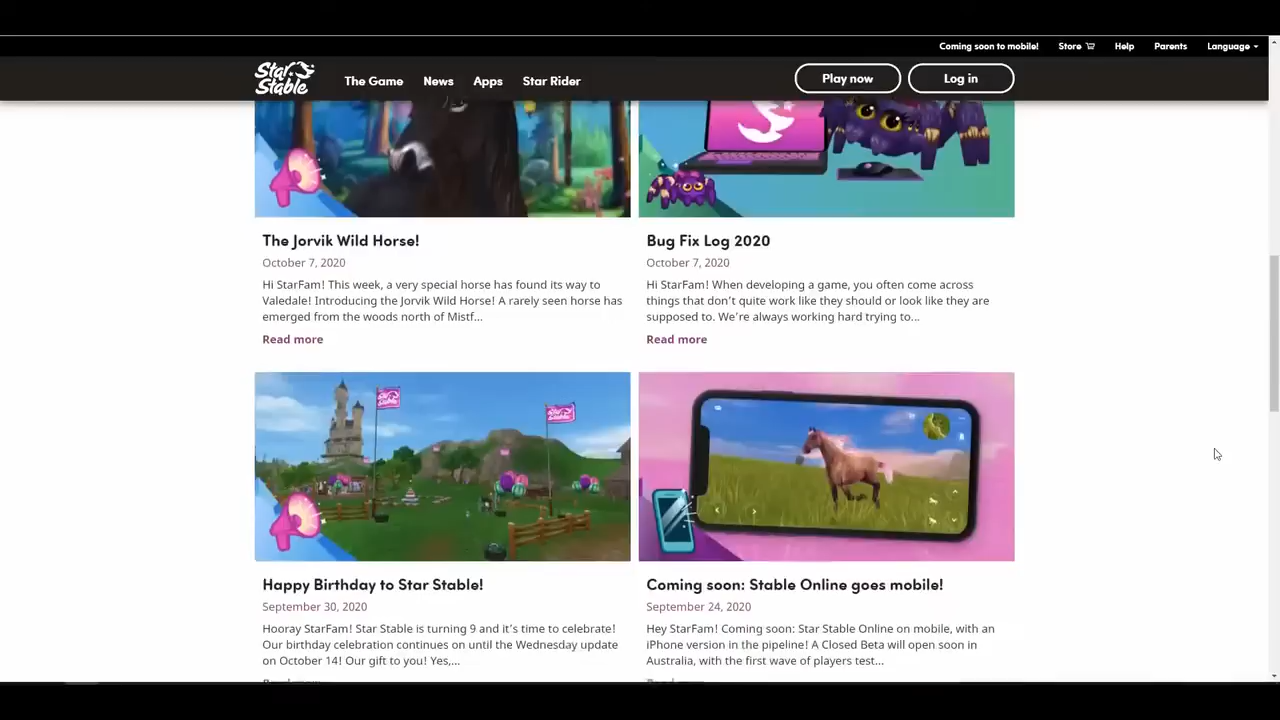 Coming soon to mobile! Store Help Parents Language
Star Stable The Game News Apps Star Rider Play now Log in
The Jorvik Wild Horse!
October 7, 2020
Hi StarFam! This week, a very special horse has found its way to
Valedale! Introducing the Jorvik Wild Horse! A rarely seen horse has
emerged from the woods north of Mistf...
Read more
Bug Fix Log 2020
October 7, 2020
Hi StarFam! When developing a game, you often come across
things that don't quite work like they should or look like they are
supposed to. We're always working hard trying to...
Read more
Happy Birthday to Star Stable!
September 30, 2020
Hooray StarFam! Star Stable is turning 9 and it's time to celebrate!
Our birthday celebration continues on until the Wednesday update
on October 14! Our gift to you! Yes,...
Coming soon: Stable Online goes mobile!
September 24, 2020
Hey StarFam! Coming soon: Star Stable Online on mobile, with an
iPhone version in the pipeline! A Closed Beta will open soon in
Australia, with the first wave of players test...